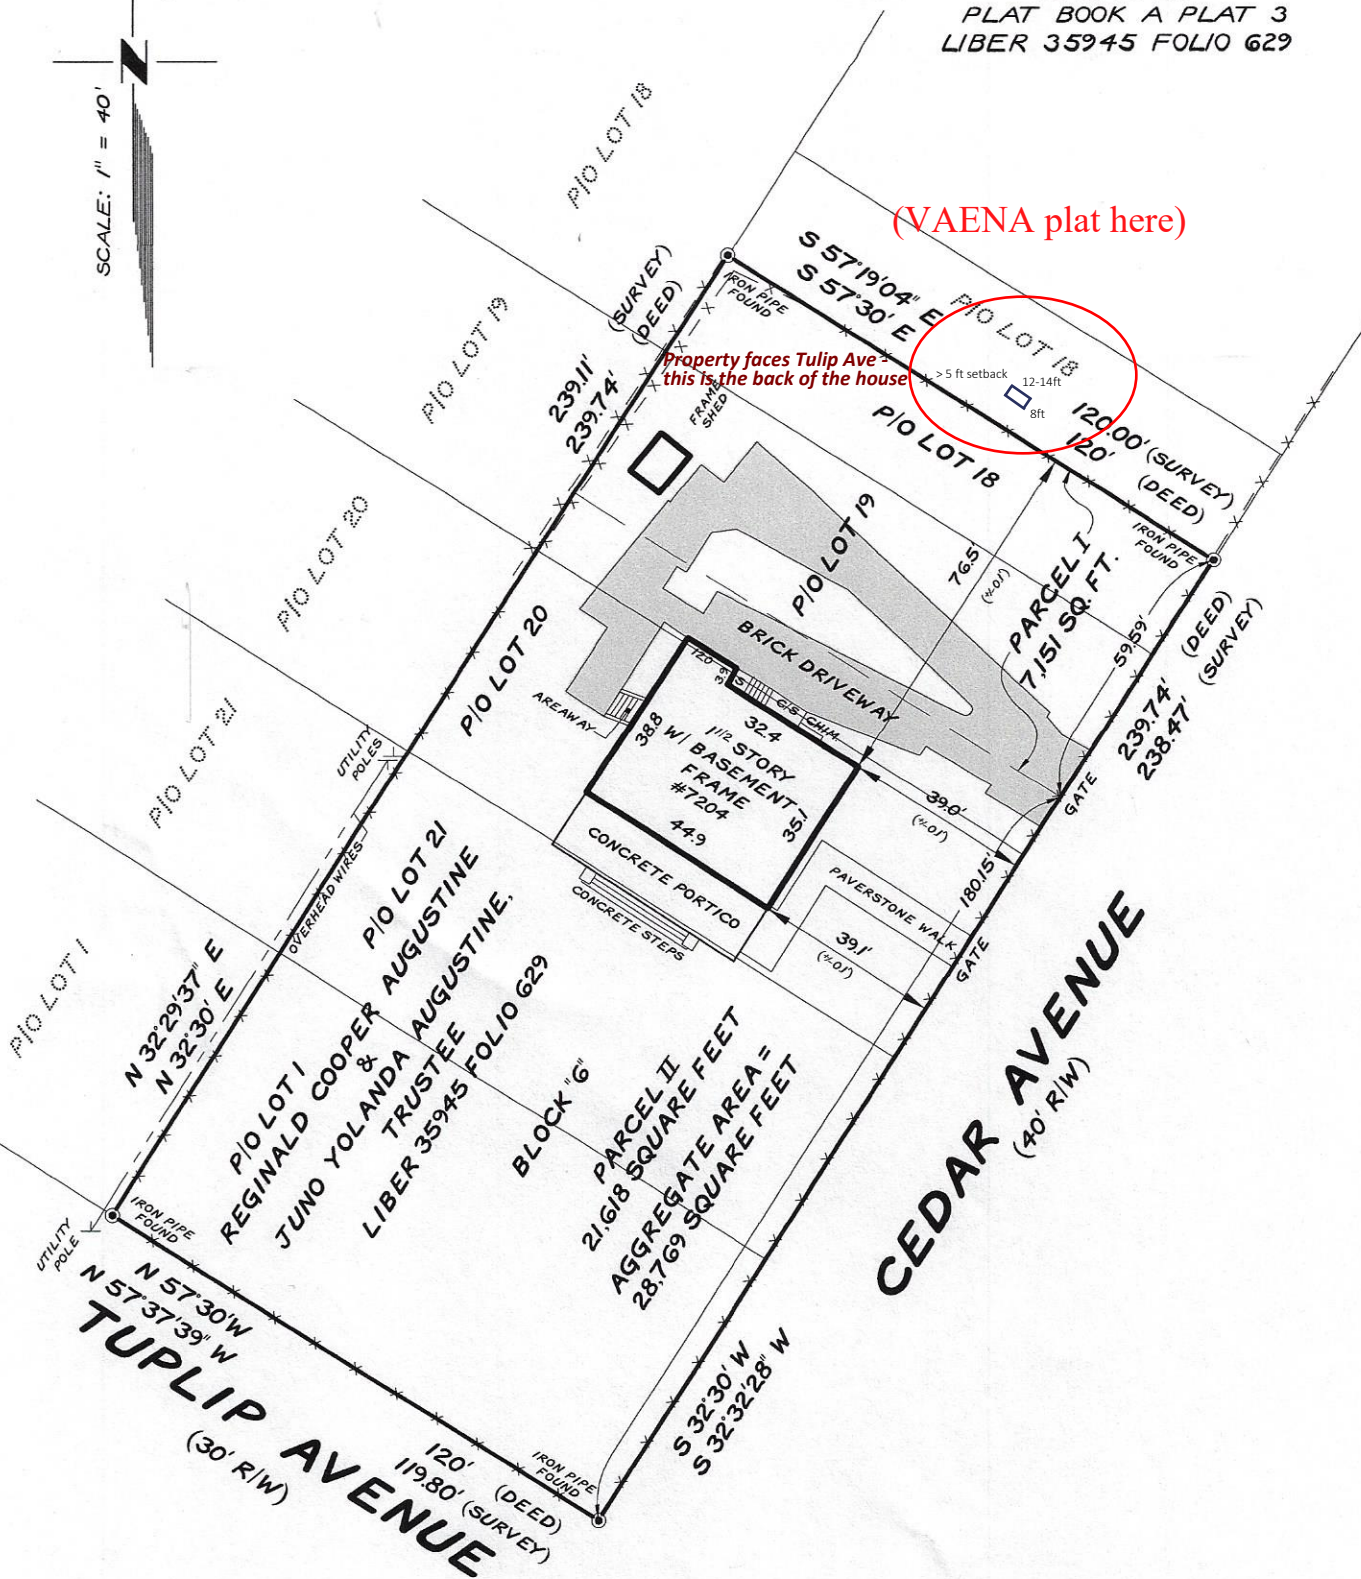 PLAT BOOK A PLAT 3
LIBER 35945 FOLIO 629
N
SCALE: 1" = 40'
P/O LOT 18
(VAENA plat here)
S 57°19'04" E
S 57°30' E
P/O LOT 18
IRON PIPE
FOUND
239.11' (SURVEY)
239.74' (DEED)
P/O LOT 19
Property faces Tulip Ave -
this is the back of the house
> 5 ft setback
12-14ft
8ft
FRAME
SHED
P/O LOT 18
120.00' (SURVEY)
120' (DEED)
IRON PIPE
FOUND
P/O LOT 20
P/O LOT 19
76.5'
(+-0.1')
PARCEL I
7,151 SQ. FT.
59.59'
(DEED)
(SURVEY)
239.74'
238.47'
P/O LOT 20
BRICK DRIVEWAY
AREAWAY
12.0
3.9
C/S
CHIM.
32.4
38.8
1 1/2 STORY
W/ BASEMENT
FRAME
#7204
44.9
35.1
39.0'
(+-0.1')
GATE
P/O LOT 21
UTILITY
POLES
CONCRETE PORTICO
CONCRETE STEPS
PAVERSTONE WALK
180.15'
39.1'
(+-0.1')
GATE
OVERHEAD WIRES
P/O LOT 21
P/O LOT 1
N 32°29'37" E
N 32°30' E
P/O LOT 1
REGINALD COOPER AUGUSTINE
&
JUNO YOLANDA AUGUSTINE,
TRUSTEE
LIBER 35945 FOLIO 629
BLOCK "6"
PARCEL II
21,618 SQUARE FEET
AGGREGATE AREA =
28,769 SQUARE FEET
CEDAR AVENUE
(40' R/W)
UTILITY
POLE
IRON PIPE
FOUND
N 57°30'W
N 57°37'39" W
TUPLIP AVENUE
(30' R/W)
120' (DEED)
119.80' (SURVEY)
IRON PIPE
FOUND
S 32°30' W
S 32°32'28" W